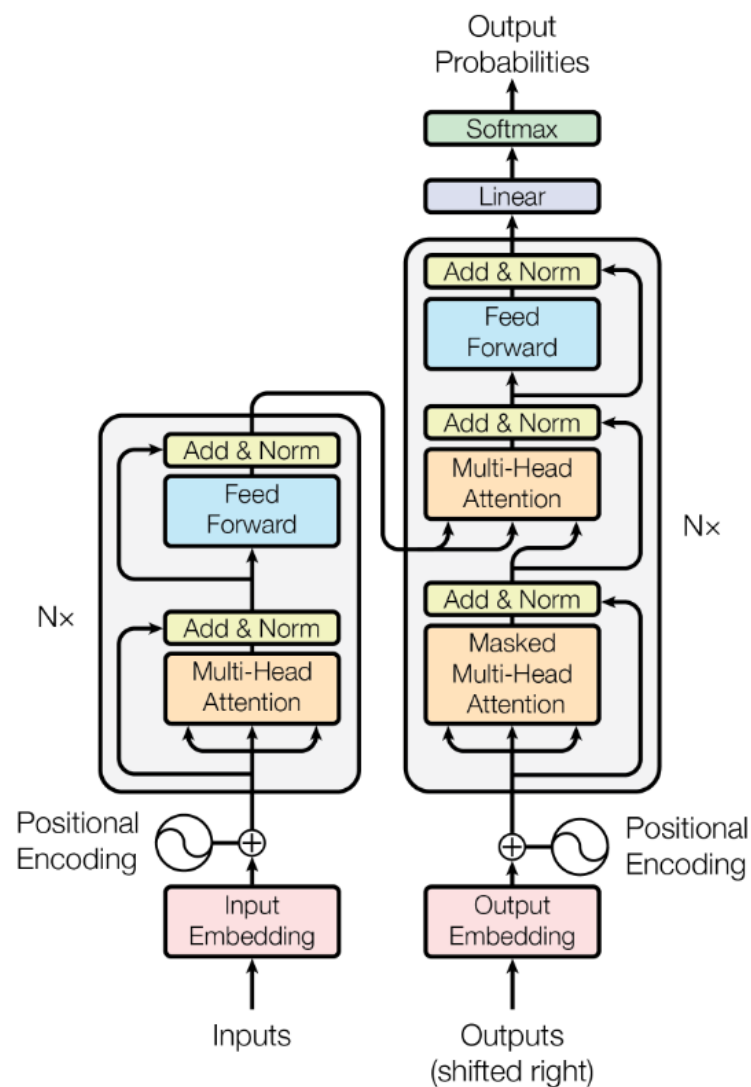 Output
Probabilities
Softmax
Linear
Add & Norm
Feed
Forward
Add & Norm
Multi-Head
Attention
Add & Norm
Masked
Multi-Head
Attention
Nx
Add & Norm
Feed
Forward
Add & Norm
Multi-Head
Attention
Nx
Positional
Encoding
Positional
Encoding
Input
Embedding
Output
Embedding
Inputs
Outputs
(shifted right)